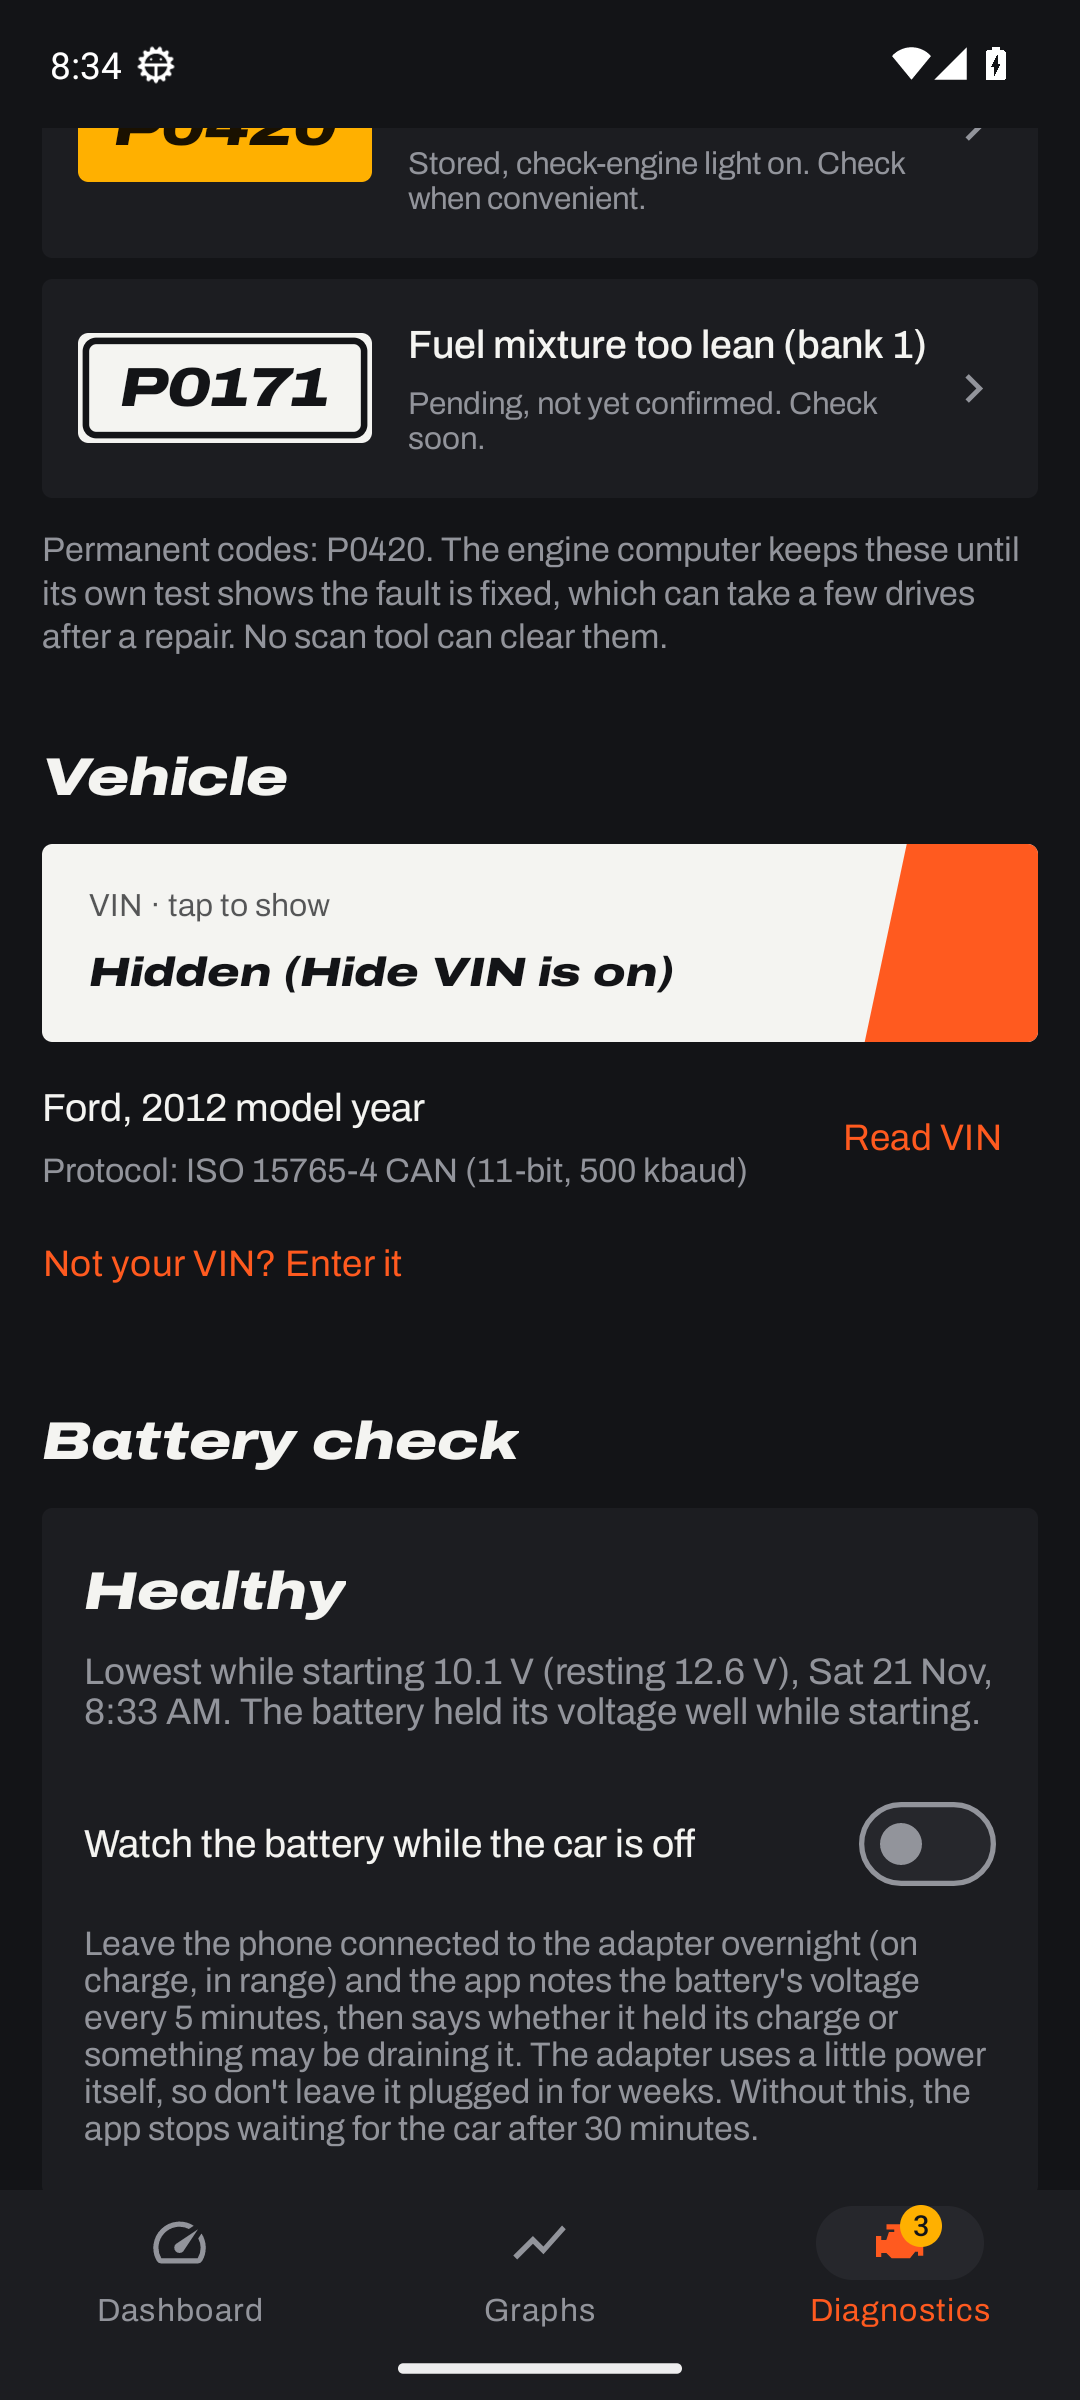 8:34
P0420
Stored, check-engine light on. Check
when convenient.
P0171
Fuel mixture too lean (bank 1)
Pending, not yet confirmed. Check
soon.
Permanent codes: P0420. The engine computer keeps these until
its own test shows the fault is fixed, which can take a few drives
after a repair. No scan tool can clear them.
Vehicle
VIN · tap to show
Hidden (Hide VIN is on)
Ford, 2012 model year
Protocol: ISO 15765-4 CAN (11-bit, 500 kbaud)
Read VIN
Not your VIN? Enter it
Battery check
Healthy
Lowest while starting 10.1 V (resting 12.6 V), Sat 21 Nov,
8:33 AM. The battery held its voltage well while starting.
Watch the battery while the car is off
Leave the phone connected to the adapter overnight (on
charge, in range) and the app notes the battery's voltage
every 5 minutes, then says whether it held its charge or
something may be draining it. The adapter uses a little power
itself, so don't leave it plugged in for weeks. Without this, the
app stops waiting for the car after 30 minutes.
3
Dashboard
Graphs
Diagnostics